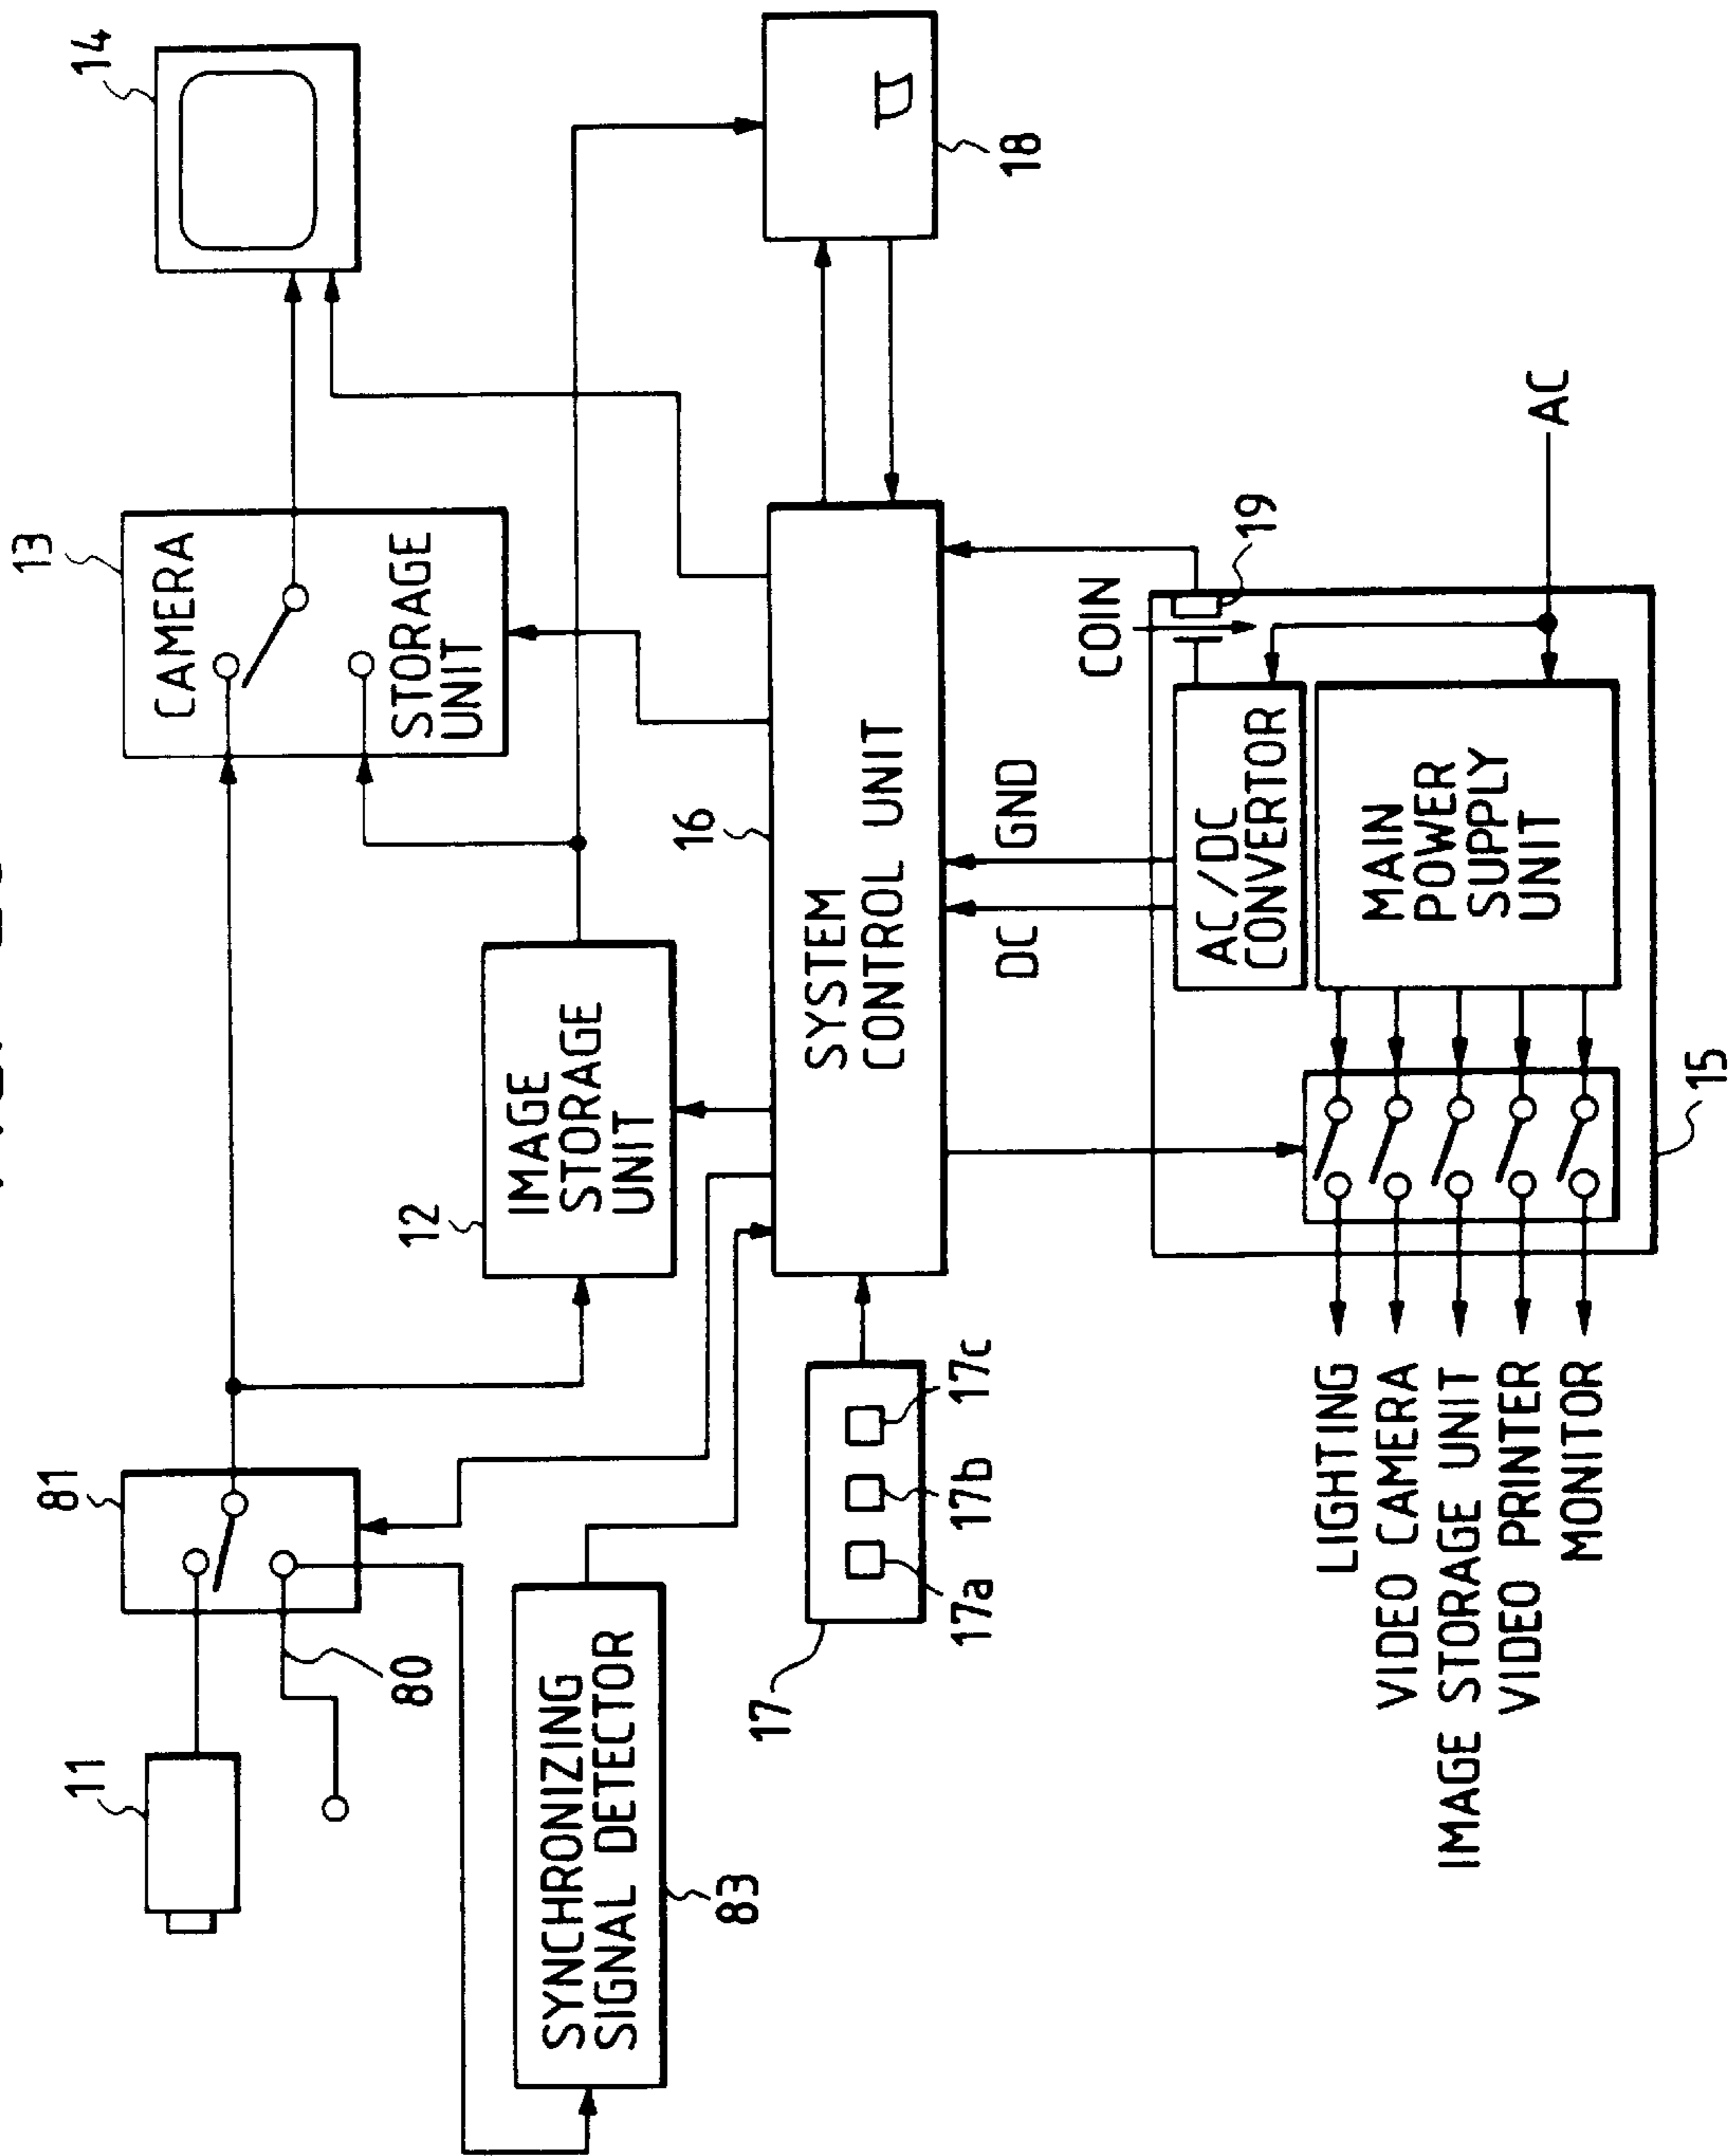 14
13
CAMERA
STORAGE
UNIT
81
11
80
12
IMAGE
STORAGE
UNIT
SYNCHRONIZING
SIGNAL DETECTOR
83
18
16
SYSTEM
CONTROL UNIT
17
17a
17b
17c
DC
GND
COIN
19
AC
AC/DC
CONVERTOR
MAIN
POWER
SUPPLY
UNIT
15
LIGHTING
VIDEO CAMERA
IMAGE STORAGE UNIT
VIDEO PRINTER
MONITOR